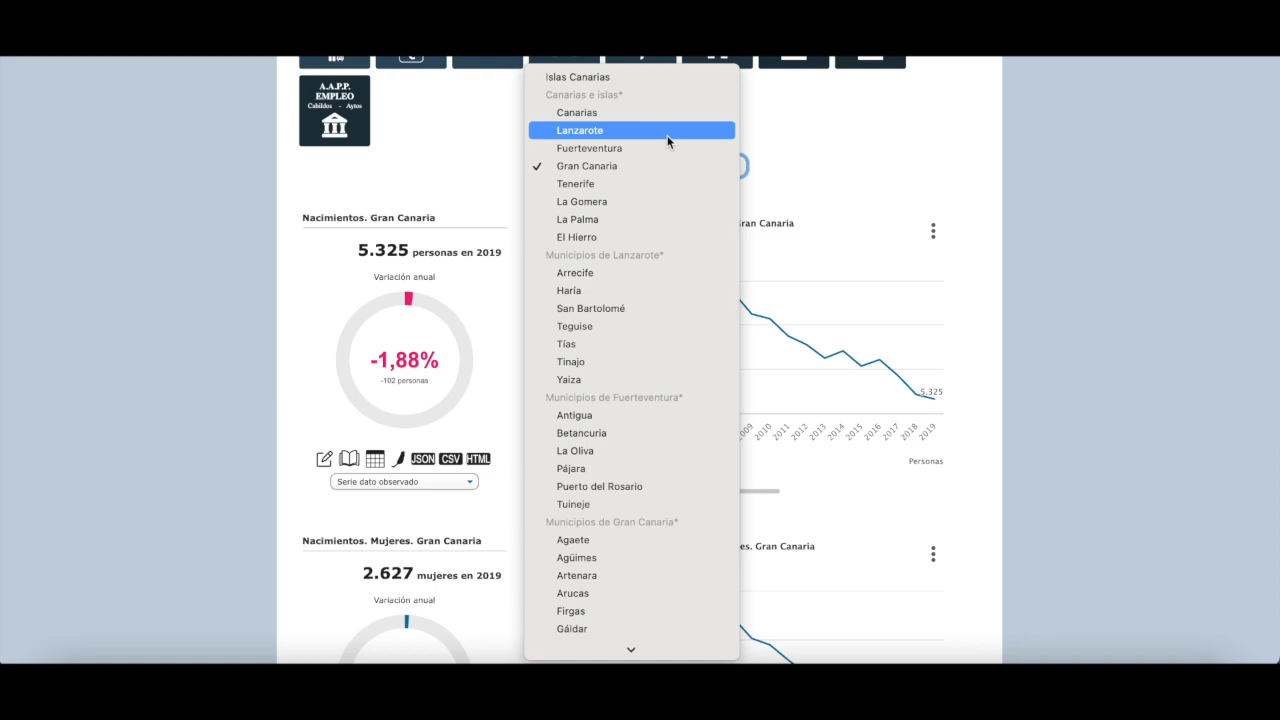 A.A.P.P.
EMPLEO
Cabildos - Aytos
Islas Canarias
Canarias e islas*
Canarias
Lanzarote
Fuerteventura
✓ Gran Canaria
Tenerife
La Gomera
La Palma
El Hierro
Municipios de Lanzarote*
Arrecife
Haría
San Bartolomé
Teguise
Tías
Tinajo
Yaiza
Municipios de Fuerteventura*
Antigua
Betancuria
La Oliva
Pájara
Puerto del Rosario
Tuineje
Municipios de Gran Canaria*
Agaete
Agüimes
Artenara
Arucas
Firgas
Gáldar
Nacimientos. Gran Canaria
5.325 personas en 2019
Variación anual
-1,88%
-102 personas
JSON CSV HTML
Serie dato observado
Gran Canaria
5.325
2010 2011 2012 2013 2014 2015 2016 2017 2018 2019
Personas
Nacimientos. Mujeres. Gran Canaria
2.627 mujeres en 2019
Variación anual
es. Gran Canaria